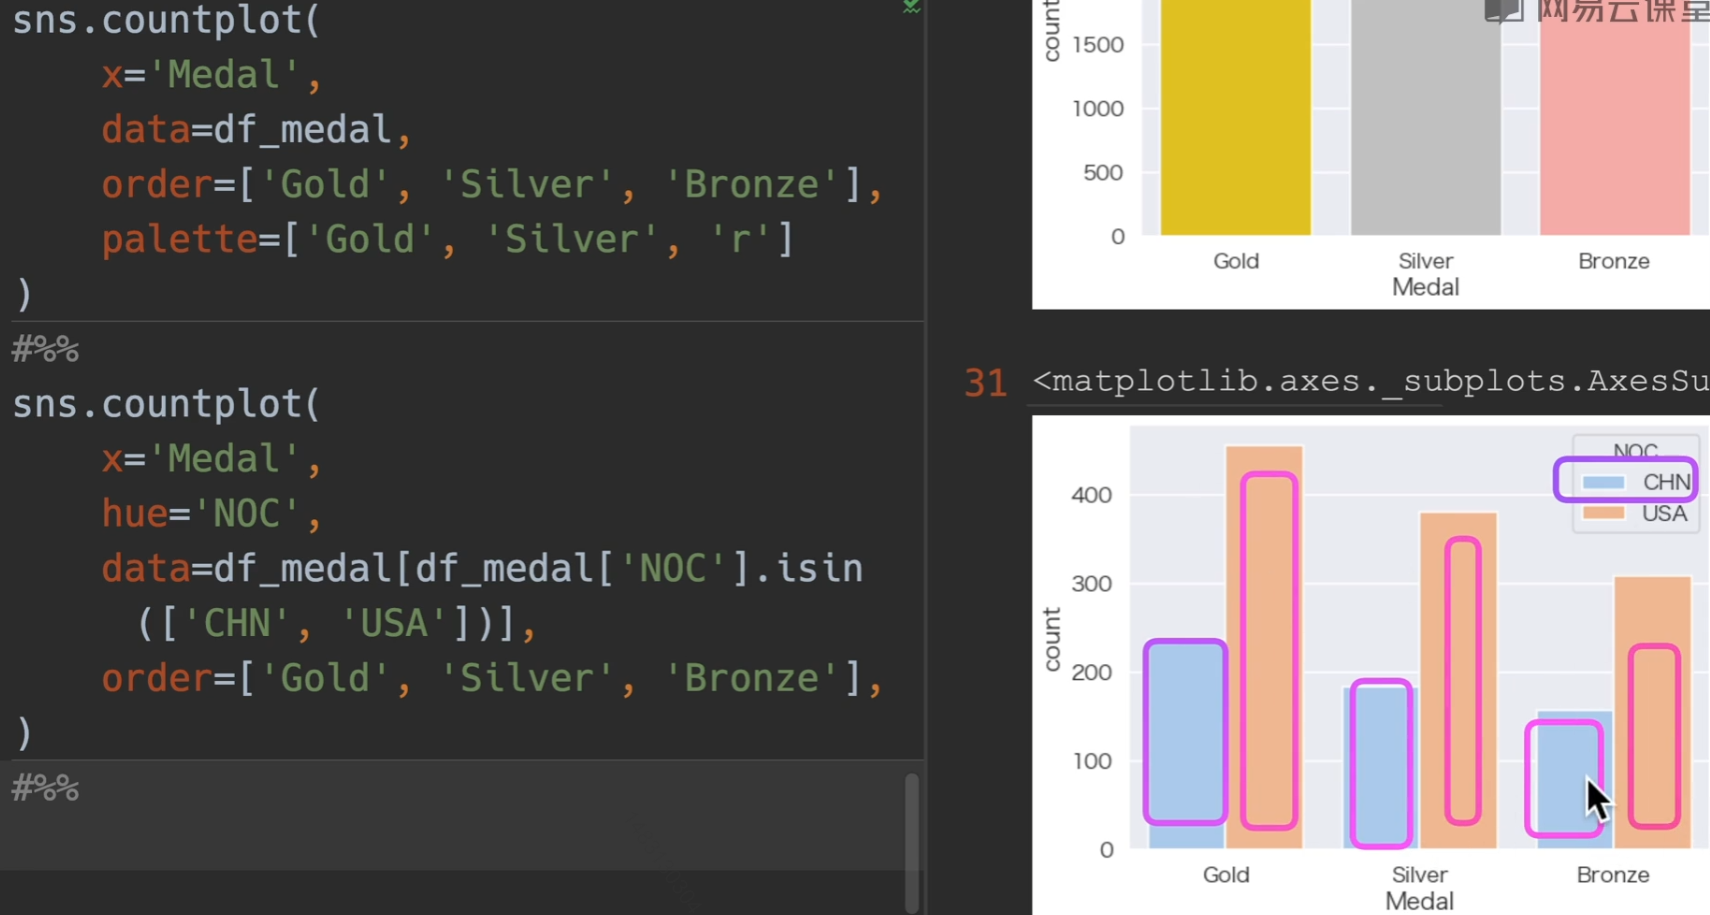 sns.countplot(
x='Medal',
data=df_medal,
order=['Gold', 'Silver', 'Bronze'],
palette=['Gold', 'Silver', 'r']
)
#%%
sns.countplot(
x='Medal',
hue='NOC',
data=df_medal[df_medal['NOC'].isin
(['CHN', 'USA'])],
order=['Gold', 'Silver', 'Bronze'],
)
#%%
网易云课堂
count
1500
1000
500
0
Gold Silver Bronze
Medal
31 <matplotlib.axes._subplots.AxesSu
NOC
CHN
USA
count
400
300
200
100
0
Gold Silver Bronze
Medal